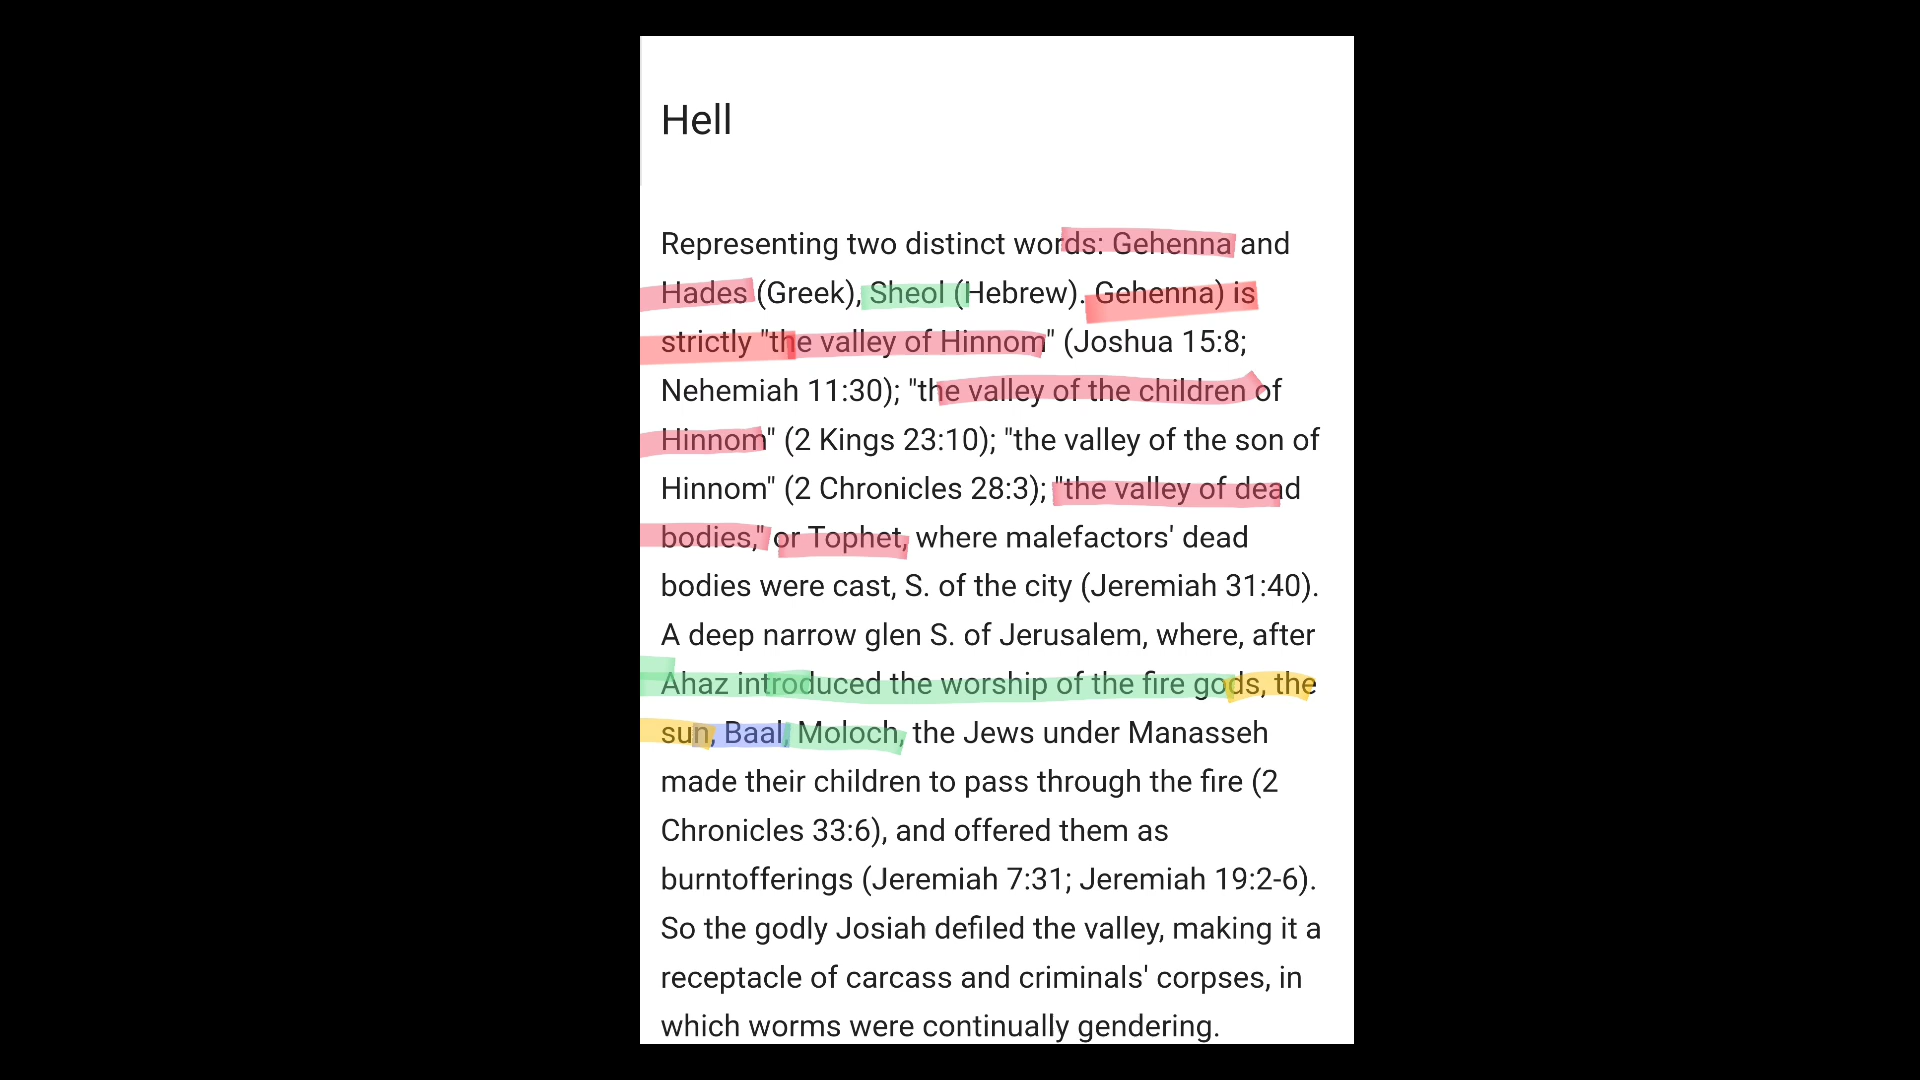 Hell
Representing two distinct words: Gehenna and
Hades (Greek), Sheol (Hebrew). Gehenna) is
strictly "the valley of Hinnom" (Joshua 15:8;
Nehemiah 11:30); "the valley of the children of
Hinnom" (2 Kings 23:10); "the valley of the son of
Hinnom" (2 Chronicles 28:3); "the valley of dead
bodies," or Tophet, where malefactors' dead
bodies were cast, S. of the city (Jeremiah 31:40).
A deep narrow glen S. of Jerusalem, where, after
Ahaz introduced the worship of the fire gods, the
sun, Baal, Moloch, the Jews under Manasseh
made their children to pass through the fire (2
Chronicles 33:6), and offered them as
burntofferings (Jeremiah 7:31; Jeremiah 19:2-6).
So the godly Josiah defiled the valley, making it a
receptacle of carcass and criminals' corpses, in
which worms were continually gendering.